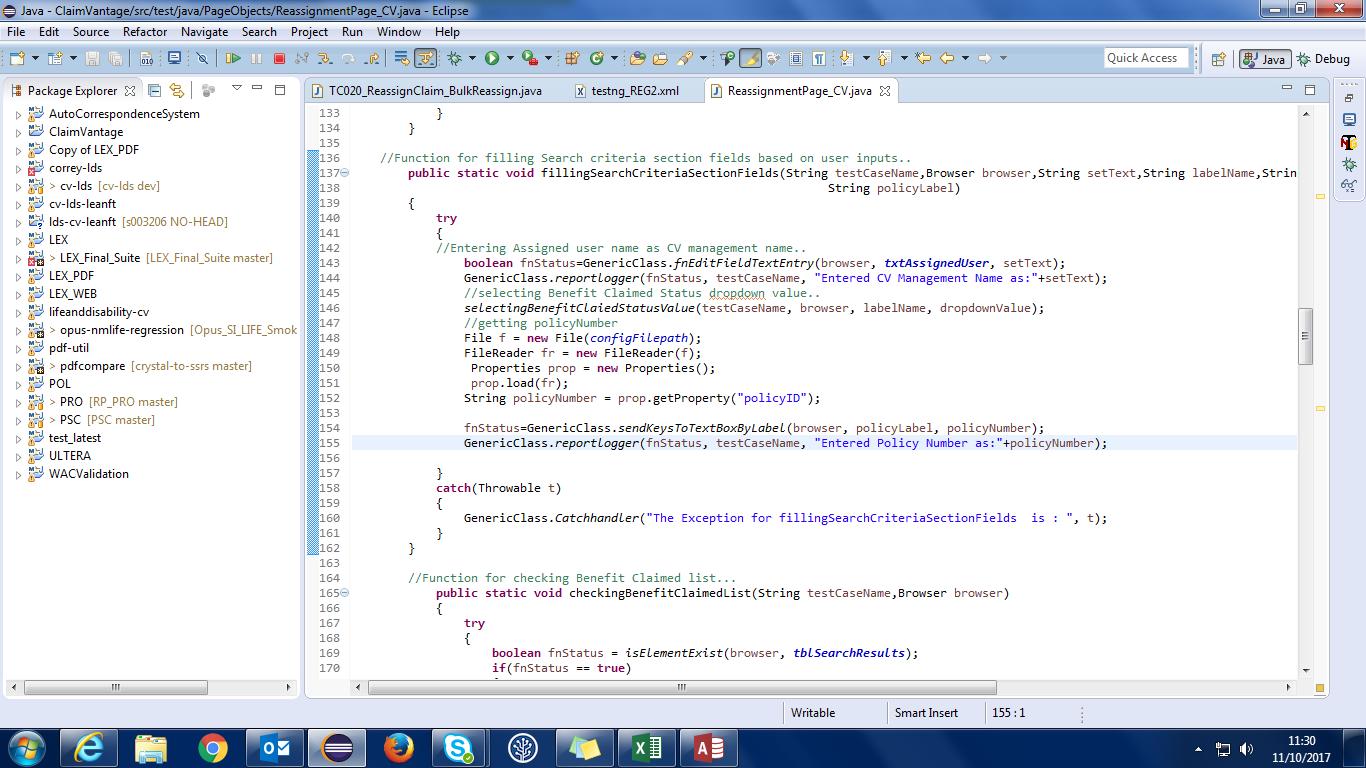 Java - ClaimVantage/src/test/java/PageObjects/ReassignmentPage_CV.java - Eclipse
File Edit Source Refactor Navigate Search Project Run Window Help
Quick Access Java Debug
Package Explorer
TC020_ReassignClaim_BulkReassign.java testng_REG2.xml ReassignmentPage_CV.java
AutoCorrespondenceSystem
ClaimVantage
Copy of LEX_PDF
correy-lds
> cv-lds [cv-lds dev]
cv-lds-leanft
lds-cv-leanft [s003206 NO-HEAD]
LEX
> LEX_Final_Suite [LEX_Final_Suite master]
LEX_PDF
LEX_WEB
lifeanddisability-cv
> opus-nmlife-regression [Opus_SI_LIFE_Smok
pdf-util
> pdfcompare [crystal-to-ssrs master]
POL
> PRO [RP_PRO master]
> PSC [PSC master]
test_latest
ULTERA
WACValidation
133 }
134 }
135
136 //Function for filling Search criteria section fields based on user inputs..
137 public static void fillingSearchCriteriaSectionFields(String testCaseName,Browser browser,String setText,String labelName,Strin
138 String policyLabel)
139 {
140 try
141 {
142 //Entering Assigned user name as CV management name..
143 boolean fnStatus=GenericClass.fnEditFieldTextEntry(browser, txtAssignedUser, setText);
144 GenericClass.reportlogger(fnStatus, testCaseName, "Entered CV Management Name as:"+setText);
145 //selecting Benefit Claimed Status dropdown value..
146 selectingBenefitClaiedStatusValue(testCaseName, browser, labelName, dropdownValue);
147 //getting policyNumber
148 File f = new File(configFilepath);
149 FileReader fr = new FileReader(f);
150 Properties prop = new Properties();
151 prop.load(fr);
152 String policyNumber = prop.getProperty("policyID");
153
154 fnStatus=GenericClass.sendKeysToTextBoxByLabel(browser, policyLabel, policyNumber);
155 GenericClass.reportlogger(fnStatus, testCaseName, "Entered Policy Number as:"+policyNumber);
156
157 }
158 catch(Throwable t)
159 {
160 GenericClass.Catchhandler("The Exception for fillingSearchCriteriaSectionFields  is : ", t);
161 }
162 }
163
164 //Function for checking Benefit Claimed list...
165 public static void checkingBenefitClaimedList(String testCaseName,Browser browser)
166 {
167 try
168 {
169 boolean fnStatus = isElementExist(browser, tblSearchResults);
170 if(fnStatus == true)
Writable Smart Insert 155 : 1
11:30
11/10/2017